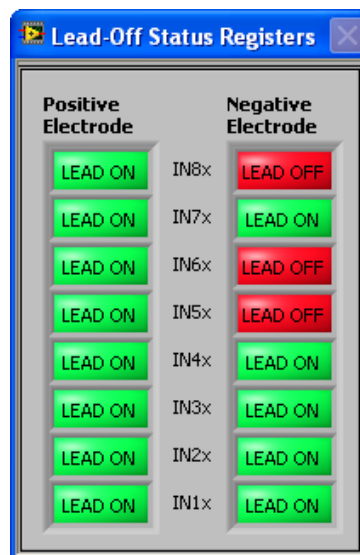 Lead-Off Status Registers
Positive Electrode
Negative Electrode
LEAD ON IN8x LEAD OFF
LEAD ON IN7x LEAD ON
LEAD ON IN6x LEAD OFF
LEAD ON IN5x LEAD OFF
LEAD ON IN4x LEAD ON
LEAD ON IN3x LEAD ON
LEAD ON IN2x LEAD ON
LEAD ON IN1x LEAD ON